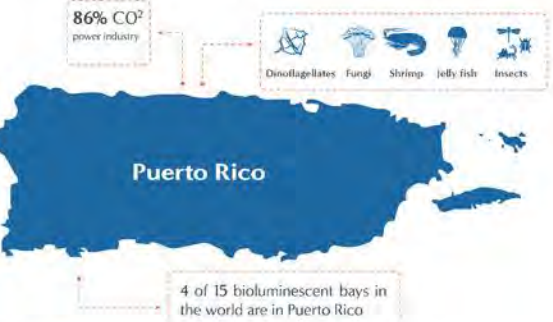 86% CO²
power industry
Dinoflagellates Fungi Shrimp Jelly fish Insects
Puerto Rico
4 of 15 bioluminescent bays in
the world are in Puerto Rico